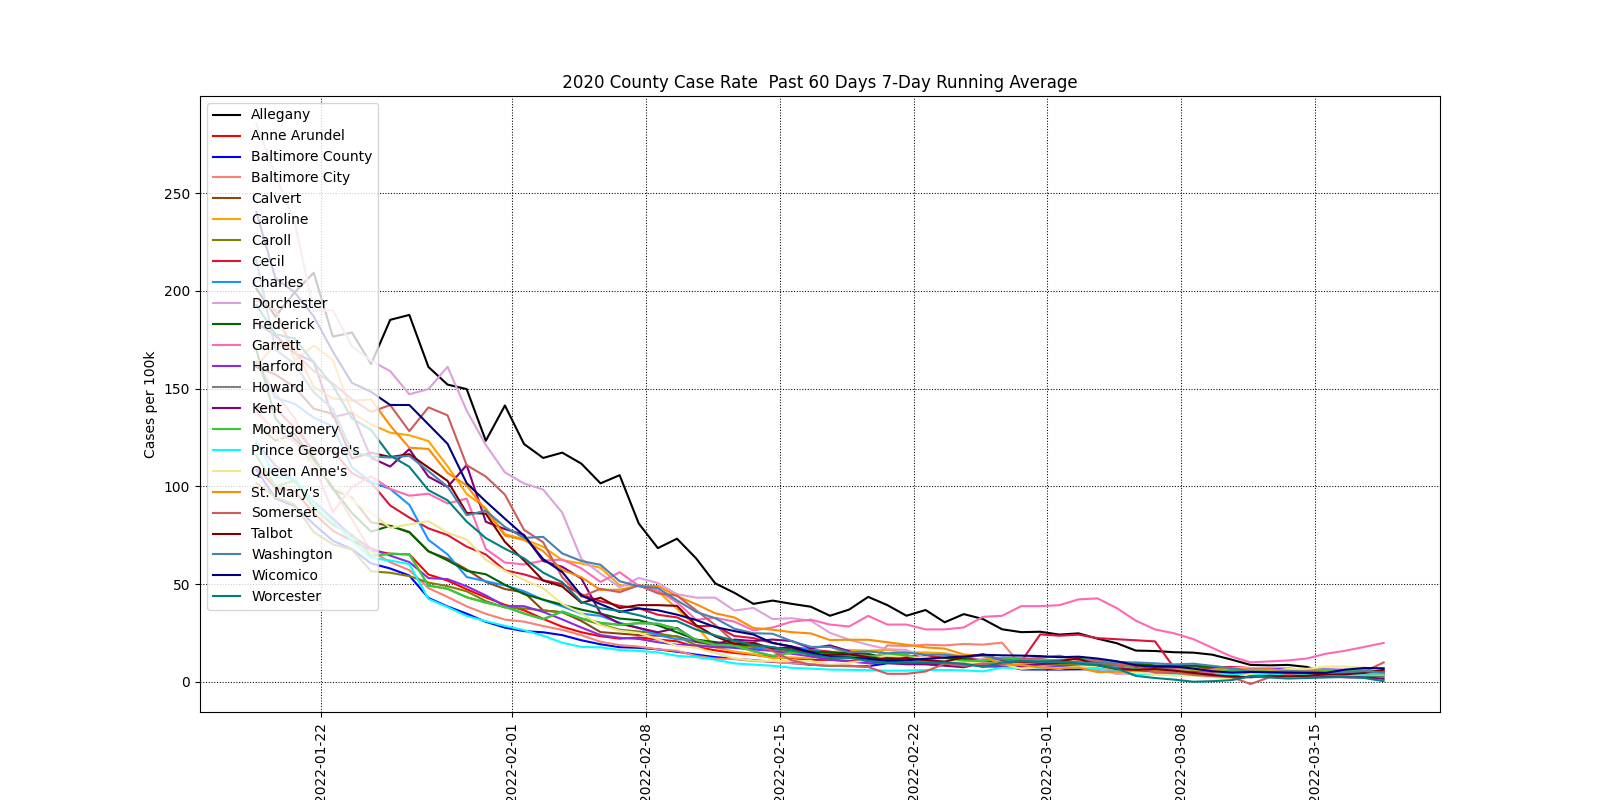 2020 County Case Rate  Past 60 Days 7-Day Running Average
Cases per 100k
250
200
150
100
50
0
Allegany
Anne Arundel
Baltimore County
Baltimore City
Calvert
Caroline
Caroll
Cecil
Charles
Dorchester
Frederick
Garrett
Harford
Howard
Kent
Montgomery
Prince George's
Queen Anne's
St. Mary's
Somerset
Talbot
Washington
Wicomico
Worcester
2022-01-22
2022-02-01
2022-02-08
2022-02-15
2022-02-22
2022-03-01
2022-03-08
2022-03-15